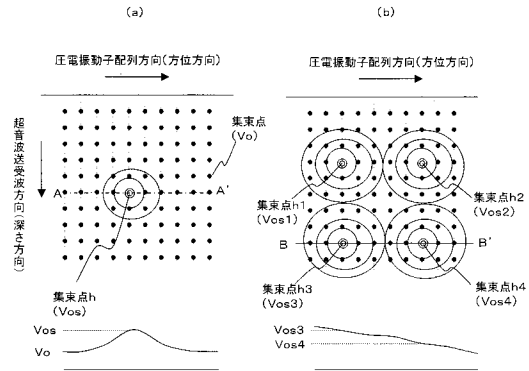 (a)
圧電振動子配列方向(方位方向)
超音波送受波方向(深さ方向)
集束点
(Vo)
A
A'
集束点h
(Vos)
Vos
Vo
(b)
圧電振動子配列方向(方位方向)
集束点h1
(Vos1)
集束点h2
(Vos2)
B
B'
集束点h3
(Vos3)
集束点h4
(Vos4)
Vos3
Vos4